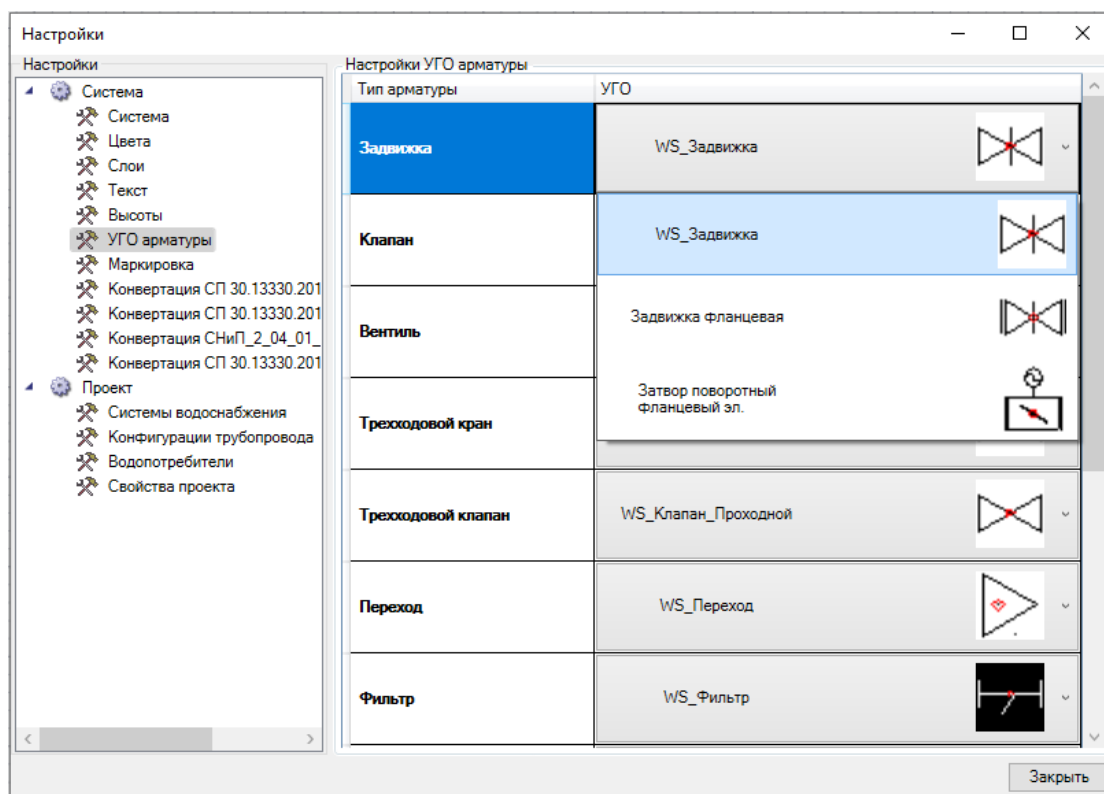 Настройки
Настройки
Система
Система
Цвета
Слои
Текст
Высоты
УГО арматуры
Маркировка
Конвертация СП 30.13330.201
Конвертация СП 30.13330.201
Конвертация СНиП_2_04_01_
Конвертация СП 30.13330.201
Проект
Системы водоснабжения
Конфигурации трубопровода
Водопотребители
Свойства проекта
Настройки УГО арматуры
Тип арматуры УГО
Задвижка WS_Задвижка
Клапан WS_Задвижка
Вентиль Задвижка фланцевая
Затвор поворотный
фланцевый эл.
Трехходовой кран
Трехходовой клапан WS_Клапан_Проходной
Переход WS_Переход
Фильтр WS_Фильтр
Закрыть